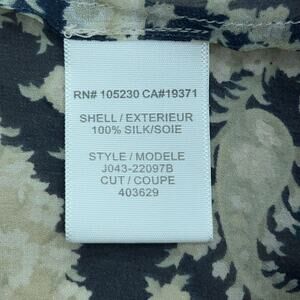 RN# 105230 CA#19371
SHELL / EXTERIEUR
100% SILK/SOIE
STYLE / MODELE
J043-22097B
CUT / COUPE
403629